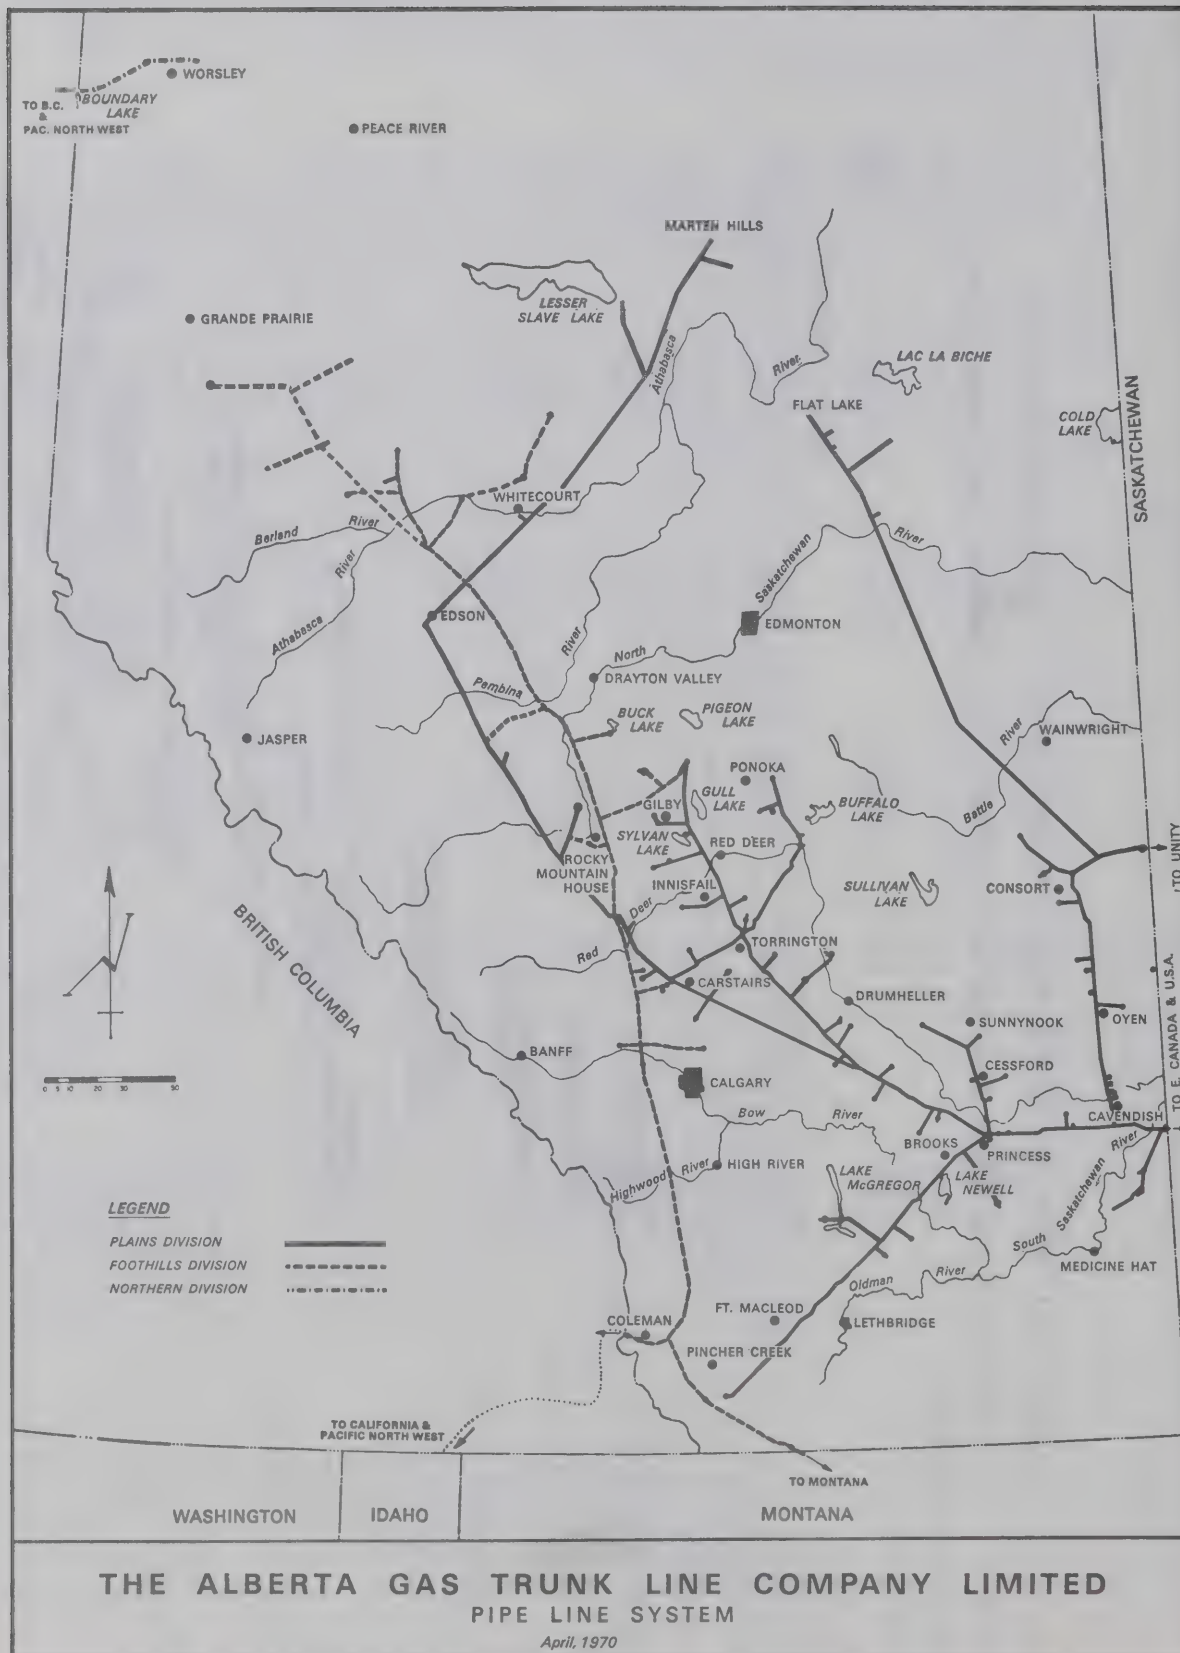 WORSLEY
BOUNDARY
LAKE
TO B.C.
&
PAC. NORTH WEST
PEACE RIVER
MARTEN HILLS
LESSER
SLAVE LAKE
GRANDE PRAIRIE
Athabasca
River
LAC LA BICHE
FLAT LAKE
COLD
LAKE
SASKATCHEWAN
WHITECOURT
Berland
River
River
Athabasca
Saskatchewan
River
EDSON
EDMONTON
River
North
DRAYTON VALLEY
Pembina
BUCK
LAKE
PIGEON
LAKE
JASPER
River
WAINWRIGHT
PONOKA
GULL
LAKE
GILBY
BUFFALO
LAKE
Battle
SYLVAN
LAKE
RED DEER
TO UNITY
ROCKY
MOUNTAIN
HOUSE
INNISFAIL
SULLIVAN
LAKE
CONSORT
BRITISH COLUMBIA
Deer
Red
TORRINGTON
CARSTAIRS
DRUMHELLER
SUNNYNOOK
OYEN
TO E. CANADA & U.S.A.
BANFF
CESSFORD
CALGARY
0 5 10 20 30 50
Bow
River
CAVENDISH
BROOKS
PRINCESS
River
HIGH RIVER
Highwood
River
LAKE
McGREGOR
LAKE
NEWELL
Saskatchewan
South
LEGEND
PLAINS DIVISION
FOOTHILLS DIVISION
NORTHERN DIVISION
MEDICINE HAT
Oldman
River
FT. MACLEOD
LETHBRIDGE
COLEMAN
PINCHER CREEK
TO CALIFORNIA &
PACIFIC NORTH WEST
TO MONTANA
WASHINGTON
IDAHO
MONTANA
THE ALBERTA GAS TRUNK LINE COMPANY LIMITED
PIPE LINE SYSTEM
April, 1970